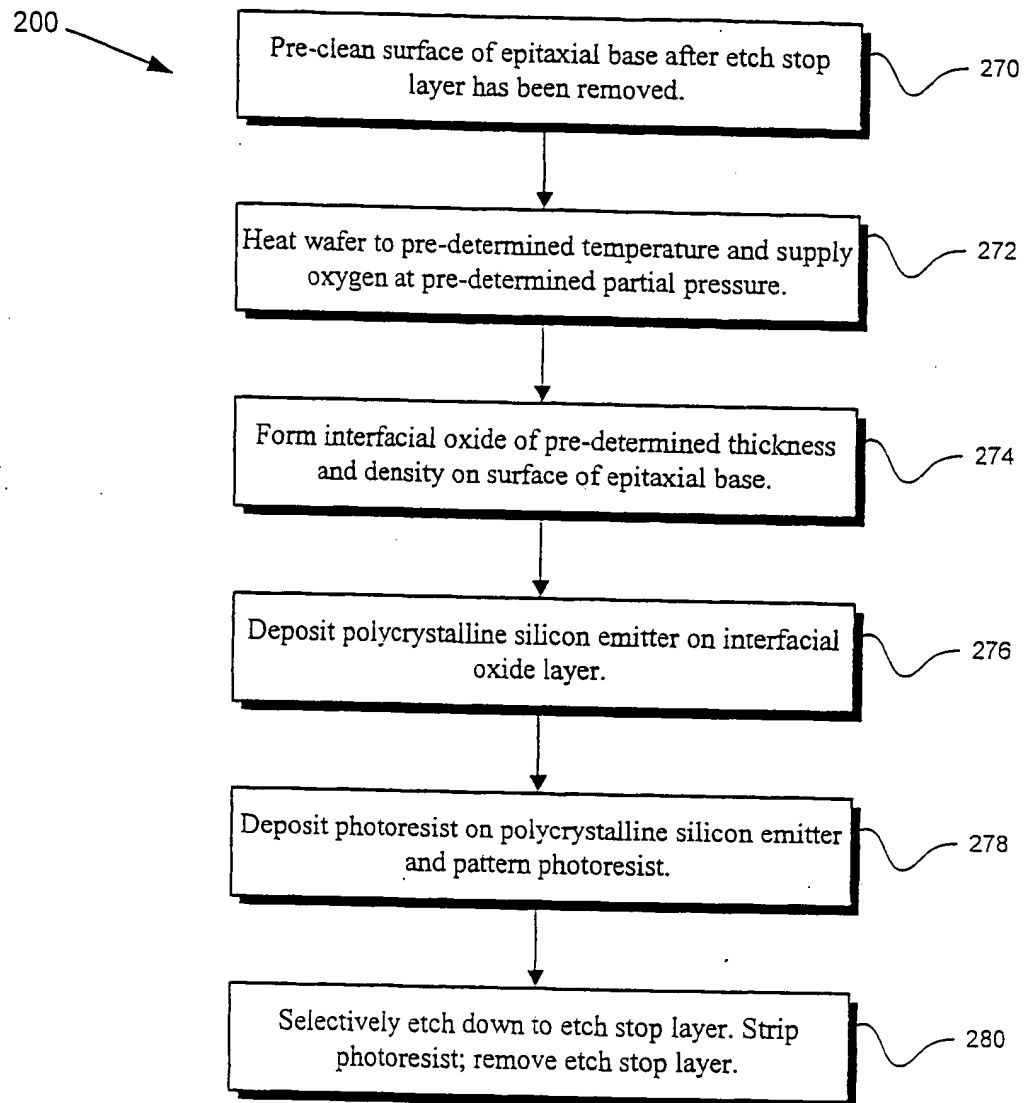 200
Pre-clean surface of epitaxial base after etch stop
layer has been removed.
270
Heat wafer to pre-determined temperature and supply
oxygen at pre-determined partial pressure.
272
Form interfacial oxide of pre-determined thickness
and density on surface of epitaxial base.
274
Deposit polycrystalline silicon emitter on interfacial
oxide layer.
276
Deposit photoresist on polycrystalline silicon emitter
and pattern photoresist.
278
Selectively etch down to etch stop layer. Strip
photoresist; remove etch stop layer.
280